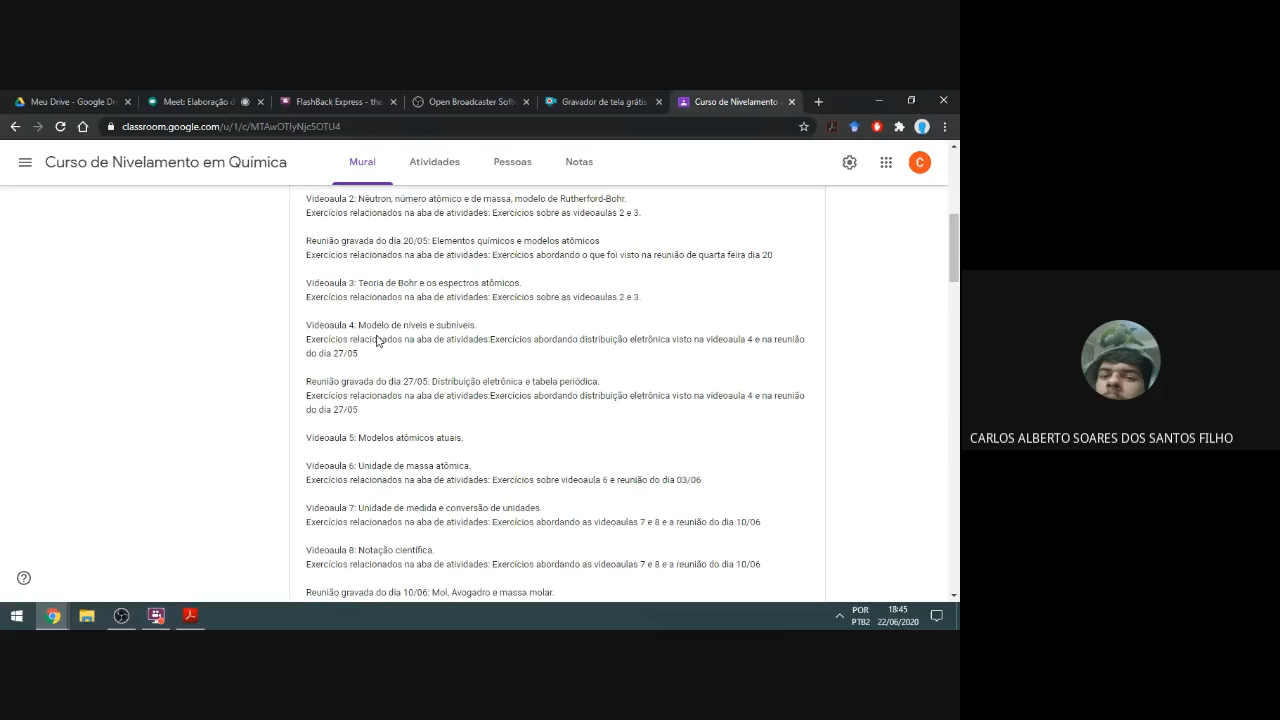 Meu Drive - Google D
Meet: Elaboração d
FlashBack Express - the
Open Broadcaster Soft
Gravador de tela grátis
Curso de Nivelamento
classroom.google.com/u/1/c/MTAwOTIyNjc5OTU4
Curso de Nivelamento em Química
Mural
Atividades
Pessoas
Notas
C
Videoaula 2: Nêutron, número atômico e de massa, modelo de Rutherford-Bohr.
Exercícios relacionados na aba de atividades: Exercícios sobre as videoaulas 2 e 3.
Reunião gravada do dia 20/05: Elementos químicos e modelos atômicos
Exercícios relacionados na aba de atividades: Exercícios abordando o que foi visto na reunião de quarta feira dia 20
Videoaula 3: Teoria de Bohr e os espectros atômicos.
Exercícios relacionados na aba de atividades: Exercícios sobre as videoaulas 2 e 3.
Videoaula 4: Modelo de níveis e subníveis.
Exercícios relacionados na aba de atividades:Exercícios abordando distribuição eletrônica visto na videoaula 4 e na reunião
do dia 27/05
Reunião gravada do dia 27/05: Distribuição eletrônica e tabela periódica.
Exercícios relacionados na aba de atividades:Exercícios abordando distribuição eletrônica visto na videoaula 4 e na reunião
do dia 27/05
Videoaula 5: Modelos atômicos atuais.
Videoaula 6: Unidade de massa atômica.
Exercícios relacionados na aba de atividades: Exercícios sobre videoaula 6 e reunião do dia 03/06
Videoaula 7: Unidade de medida e conversão de unidades.
Exercícios relacionados na aba de atividades: Exercícios abordando as videoaulas 7 e 8 e a reunião do dia 10/06
Videoaula 8: Notação científica.
Exercícios relacionados na aba de atividades: Exercícios abordando as videoaulas 7 e 8 e a reunião do dia 10/06
Reunião gravada do dia 10/06: Mol, Avogadro e massa molar.
CARLOS ALBERTO SOARES DOS SANTOS FILHO
POR
PTB2
18:45
22/06/2020